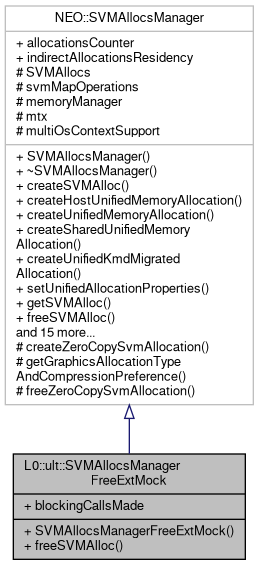 NEO::SVMAllocsManager
+ allocationsCounter
+ indirectAllocationsResidency
# SVMAllocs
# svmMapOperations
# memoryManager
# mtx
# multiOsContextSupport
+ SVMAllocsManager()
+ ~SVMAllocsManager()
+ createSVMAlloc()
+ createHostUnifiedMemoryAllocation()
+ createUnifiedMemoryAllocation()
+ createSharedUnifiedMemory
Allocation()
+ createUnifiedKmdMigrated
Allocation()
+ setUnifiedAllocationProperties()
+ getSVMAlloc()
+ freeSVMAlloc()
and 15 more...
# createZeroCopySvmAllocation()
# getGraphicsAllocationType
AndCompressionPreference()
# freeZeroCopySvmAllocation()
L0::ult::SVMAllocsManager
FreeExtMock
+ blockingCallsMade
+ SVMAllocsManagerFreeExtMock()
+ freeSVMAlloc()